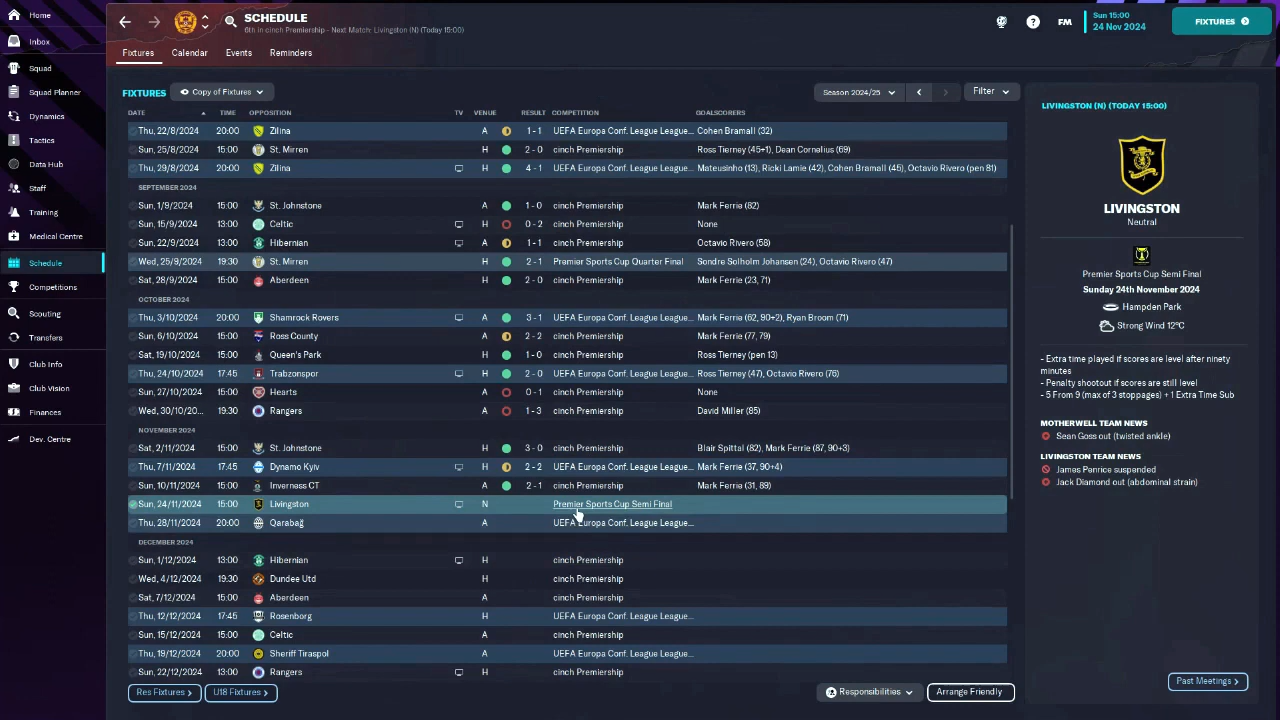 SCHEDULE
6th in cinch Premiership - Next Match: Livingston (N) (Today 15:00)
FM
Sun 15:00
24 Nov 2024
FIXTURES
Home
Inbox
Squad
Squad Planner
Dynamics
Tactics
Data Hub
Staff
Training
Medical Centre
Schedule
Competitions
Scouting
Transfers
Club Info
Club Vision
Finances
Dev. Centre
Fixtures Calendar Events Reminders
FIXTURES Copy of Fixtures Season 2024/25 Filter
DATE TIME OPPOSITION TV VENUE RESULT COMPETITION GOALSCORERS
Thu, 22/8/2024 20:00 Zilina A 1 - 1 UEFA Europa Conf. League League... Cohen Bramall (32)
Sun, 25/8/2024 15:00 St. Mirren H 2 - 0 cinch Premiership Ross Tierney (45+1), Dean Cornelius (69)
Thu, 29/8/2024 20:00 Zilina H 4 - 1 UEFA Europa Conf. League League... Mateusinho (13), Ricki Lamie (42), Cohen Bramall (45), Octavio Rivero (pen 81)
SEPTEMBER 2024
Sun, 1/9/2024 15:00 St. Johnstone A 1 - 0 cinch Premiership Mark Ferrie (82)
Sun, 15/9/2024 13:00 Celtic H 0 - 2 cinch Premiership None
Sun, 22/9/2024 13:00 Hibernian A 1 - 1 cinch Premiership Octavio Rivero (58)
Wed, 25/9/2024 19:30 St. Mirren H 2 - 1 Premier Sports Cup Quarter Final Sondre Solholm Johansen (24), Octavio Rivero (47)
Sat, 28/9/2024 15:00 Aberdeen H 2 - 0 cinch Premiership Mark Ferrie (23, 71)
OCTOBER 2024
Thu, 3/10/2024 20:00 Shamrock Rovers A 3 - 1 UEFA Europa Conf. League League... Mark Ferrie (62, 90+2), Ryan Broom (71)
Sun, 6/10/2024 15:00 Ross County A 2 - 2 cinch Premiership Mark Ferrie (77, 79)
Sat, 19/10/2024 15:00 Queen's Park H 1 - 0 cinch Premiership Ross Tierney (pen 13)
Thu, 24/10/2024 17:45 Trabzonspor H 2 - 0 UEFA Europa Conf. League League... Ross Tierney (47), Octavio Rivero (76)
Sun, 27/10/2024 15:00 Hearts A 0 - 1 cinch Premiership None
Wed, 30/10/20... 19:30 Rangers A 1 - 3 cinch Premiership David Miller (85)
NOVEMBER 2024
Sat, 2/11/2024 15:00 St. Johnstone H 3 - 0 cinch Premiership Blair Spittal (82), Mark Ferrie (87, 90+3)
Thu, 7/11/2024 17:45 Dynamo Kyiv H 2 - 2 UEFA Europa Conf. League League... Mark Ferrie (37, 90+4)
Sun, 10/11/2024 15:00 Inverness CT A 2 - 1 cinch Premiership Mark Ferrie (31, 89)
Sun, 24/11/2024 15:00 Livingston N Premier Sports Cup Semi Final
Thu, 28/11/2024 20:00 Qarabağ A UEFA Europa Conf. League League...
DECEMBER 2024
Sun, 1/12/2024 13:00 Hibernian H cinch Premiership
Wed, 4/12/2024 19:30 Dundee Utd H cinch Premiership
Sat, 7/12/2024 15:00 Aberdeen A cinch Premiership
Thu, 12/12/2024 17:45 Rosenborg H UEFA Europa Conf. League League...
Sun, 15/12/2024 15:00 Celtic A cinch Premiership
Thu, 19/12/2024 20:00 Sheriff Tiraspol A UEFA Europa Conf. League League...
Sun, 22/12/2024 13:00 Rangers H cinch Premiership
Res Fixtures U18 Fixtures Responsibilities Arrange Friendly
LIVINGSTON (N) (TODAY 15:00)
LIVINGSTON
Neutral
Premier Sports Cup Semi Final
Sunday 24th November 2024
Hampden Park
Strong Wind 12°C
- Extra time played if scores are level after ninety
minutes
- Penalty shootout if scores are still level
- 5 From 9 (max of 3 stoppages) + 1 Extra Time Sub
MOTHERWELL TEAM NEWS
Sean Goss out (twisted ankle)
LIVINGSTON TEAM NEWS
James Penrice suspended
Jack Diamond out (abdominal strain)
Past Meetings